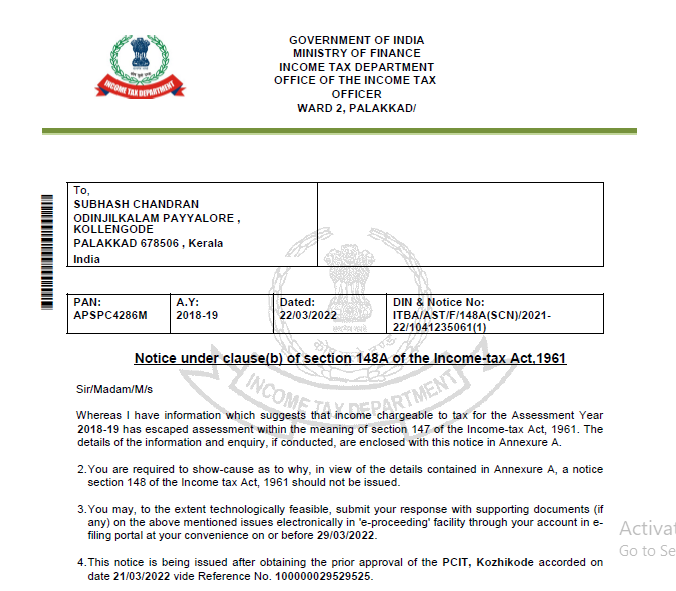 GOVERNMENT OF INDIA
MINISTRY OF FINANCE
INCOME TAX DEPARTMENT
OFFICE OF THE INCOME TAX
OFFICER
WARD 2, PALAKKAD/
INCOME TAX DEPARTMENT
To,
SUBHASH CHANDRAN
ODINJILKALAM PAYYALORE ,
KOLLENGODE
PALAKKAD 678506 , Kerala
India
PAN:
APSPC4286M
A.Y:
2018-19
Dated:
22/03/2022
DIN & Notice No:
ITBA/AST/F/148A(SCN)/2021-
22/1041235061(1)
Notice under clause(b) of section 148A of the Income-tax Act,1961
INCOME TAX DEPARTMENT
Sir/Madam/M/s
Whereas I have information which suggests that income chargeable to tax for the Assessment Year
2018-19 has escaped assessment within the meaning of section 147 of the Income-tax Act, 1961. The
details of the information and enquiry, if conducted, are enclosed with this notice in Annexure A.
2.You are required to show-cause as to why, in view of the details contained in Annexure A, a notice
section 148 of the Income tax Act, 1961 should not be issued.
3.You may, to the extent technologically feasible, submit your response with supporting documents (if
any) on the above mentioned issues electronically in 'e-proceeding' facility through your account in e-
filing portal at your convenience on or before 29/03/2022.
4.This notice is being issued after obtaining the prior approval of the PCIT, Kozhikode accorded on
date 21/03/2022 vide Reference No. 100000029529525.
Activat
Go to Se